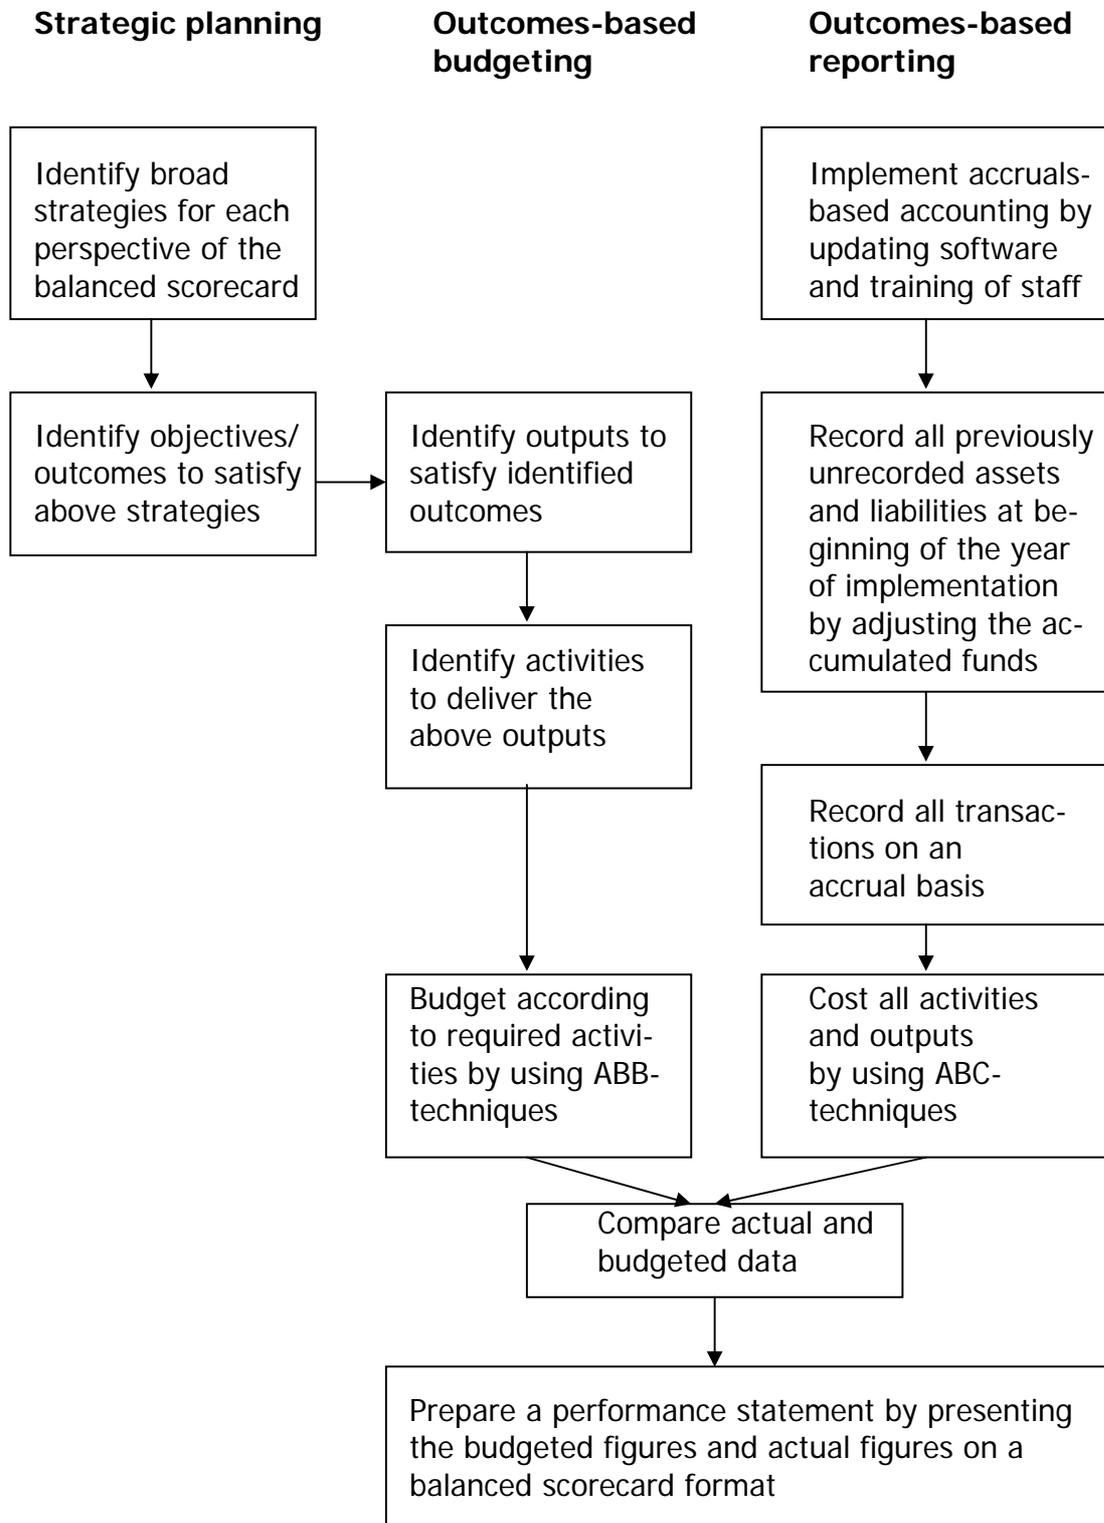 Strategic planning
Outcomes-based
budgeting
Outcomes-based
reporting
Identify broad
strategies for each
perspective of the
balanced scorecard
Identify objectives/
outcomes to satisfy
above strategies
Identify outputs to
satisfy identified
outcomes
Identify activities
to deliver the
above outputs
Budget according
to required activi-
ties by using ABB-
techniques
Implement accruals-
based accounting by
updating software
and training of staff
Record all previously
unrecorded assets
and liabilities at be-
ginning of the year
of implementation
by adjusting the ac-
cumulated funds
Record all transac-
tions on an
accrual basis
Cost all activities
and outputs
by using ABC-
techniques
Compare actual and
budgeted data
Prepare a performance statement by presenting
the budgeted figures and actual figures on a
balanced scorecard format